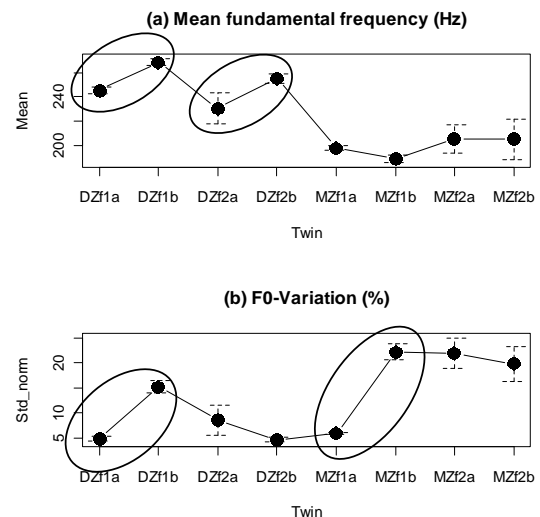 (a) Mean fundamental frequency (Hz)
Mean
240
200
DZf1a DZf1b DZf2a DZf2b MZf1a MZf1b MZf2a MZf2b
Twin
(b) F0-Variation (%)
Std_norm
20
10
5
DZf1a DZf1b DZf2a DZf2b MZf1a MZf1b MZf2a MZf2b
Twin